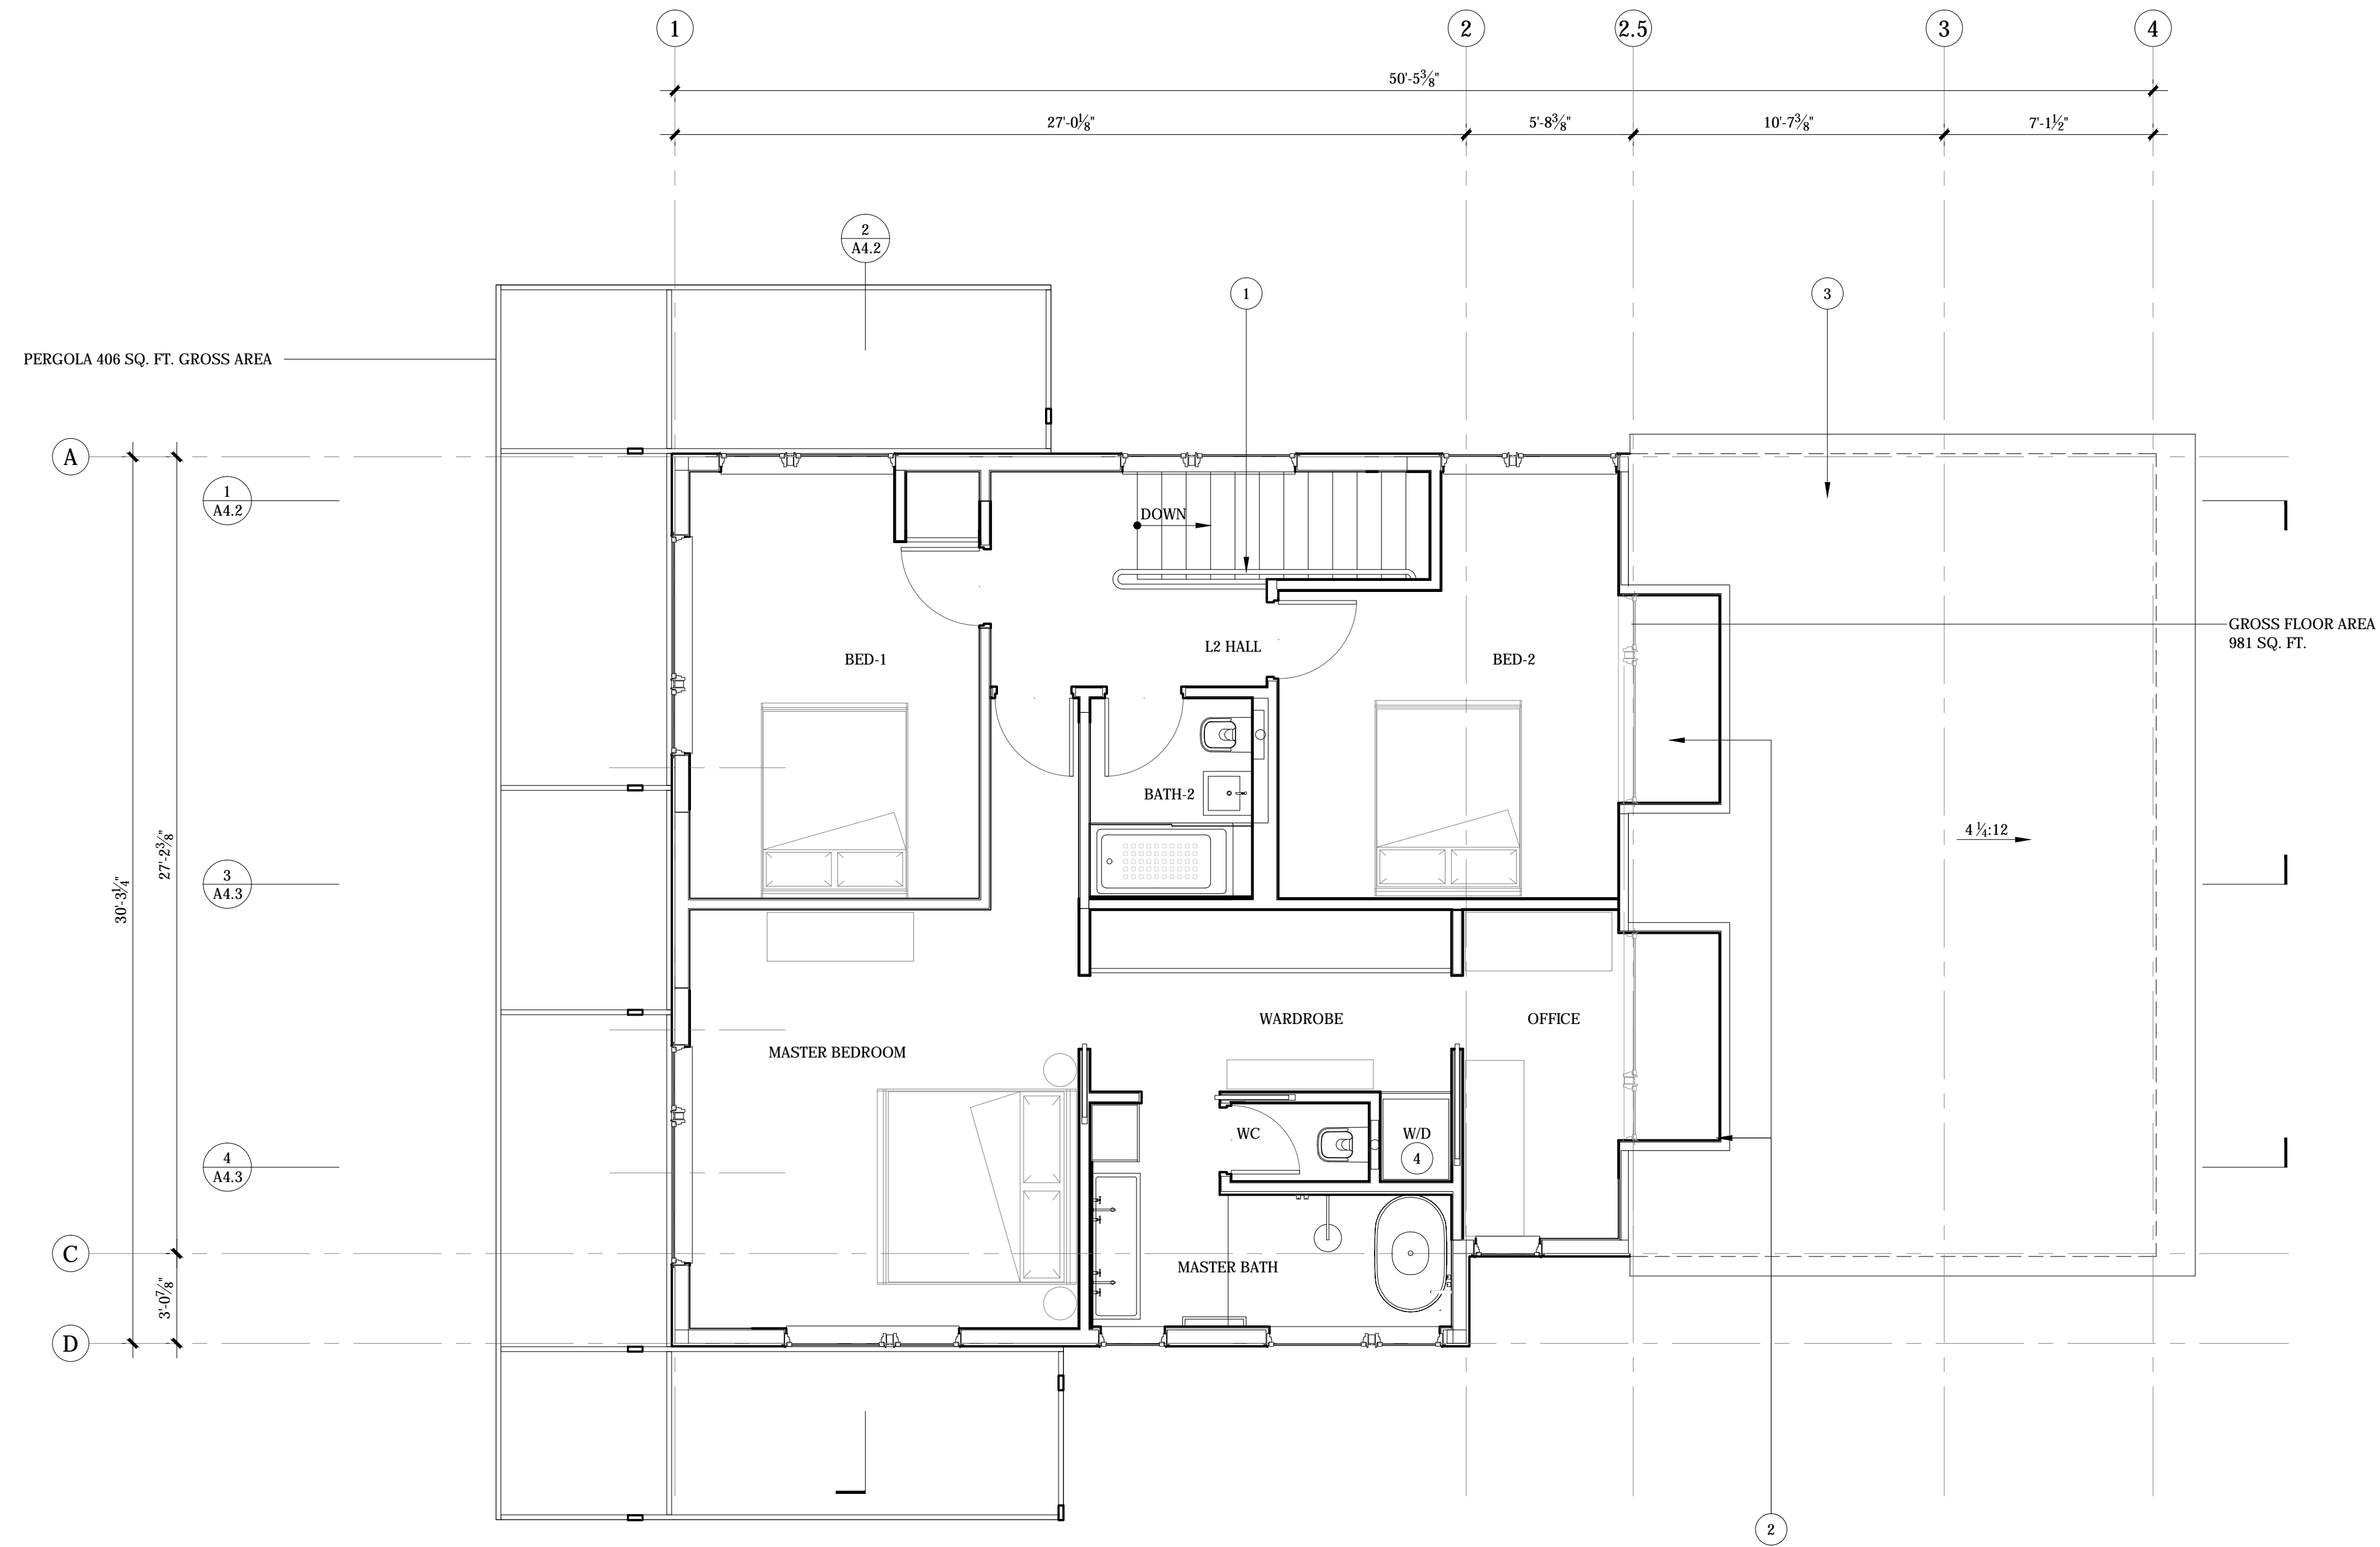 1
2
2.5
3
4
50'-5⅜"
27'-0⅛"
5'-8⅜"
10'-7⅜"
7'-1½"
2
A4.2
1
3
PERGOLA 406 SQ. FT. GROSS AREA
A
1
A4.2
DOWN
GROSS FLOOR AREA
981 SQ. FT.
L2 HALL
BED-1
BED-2
BATH-2
4 ¼:12
30'-3¼"
27'-2⅜"
3
A4.3
WARDROBE
OFFICE
MASTER BEDROOM
WC
W/D
4
4
A4.3
C
MASTER BATH
3'-0⅞"
D
2